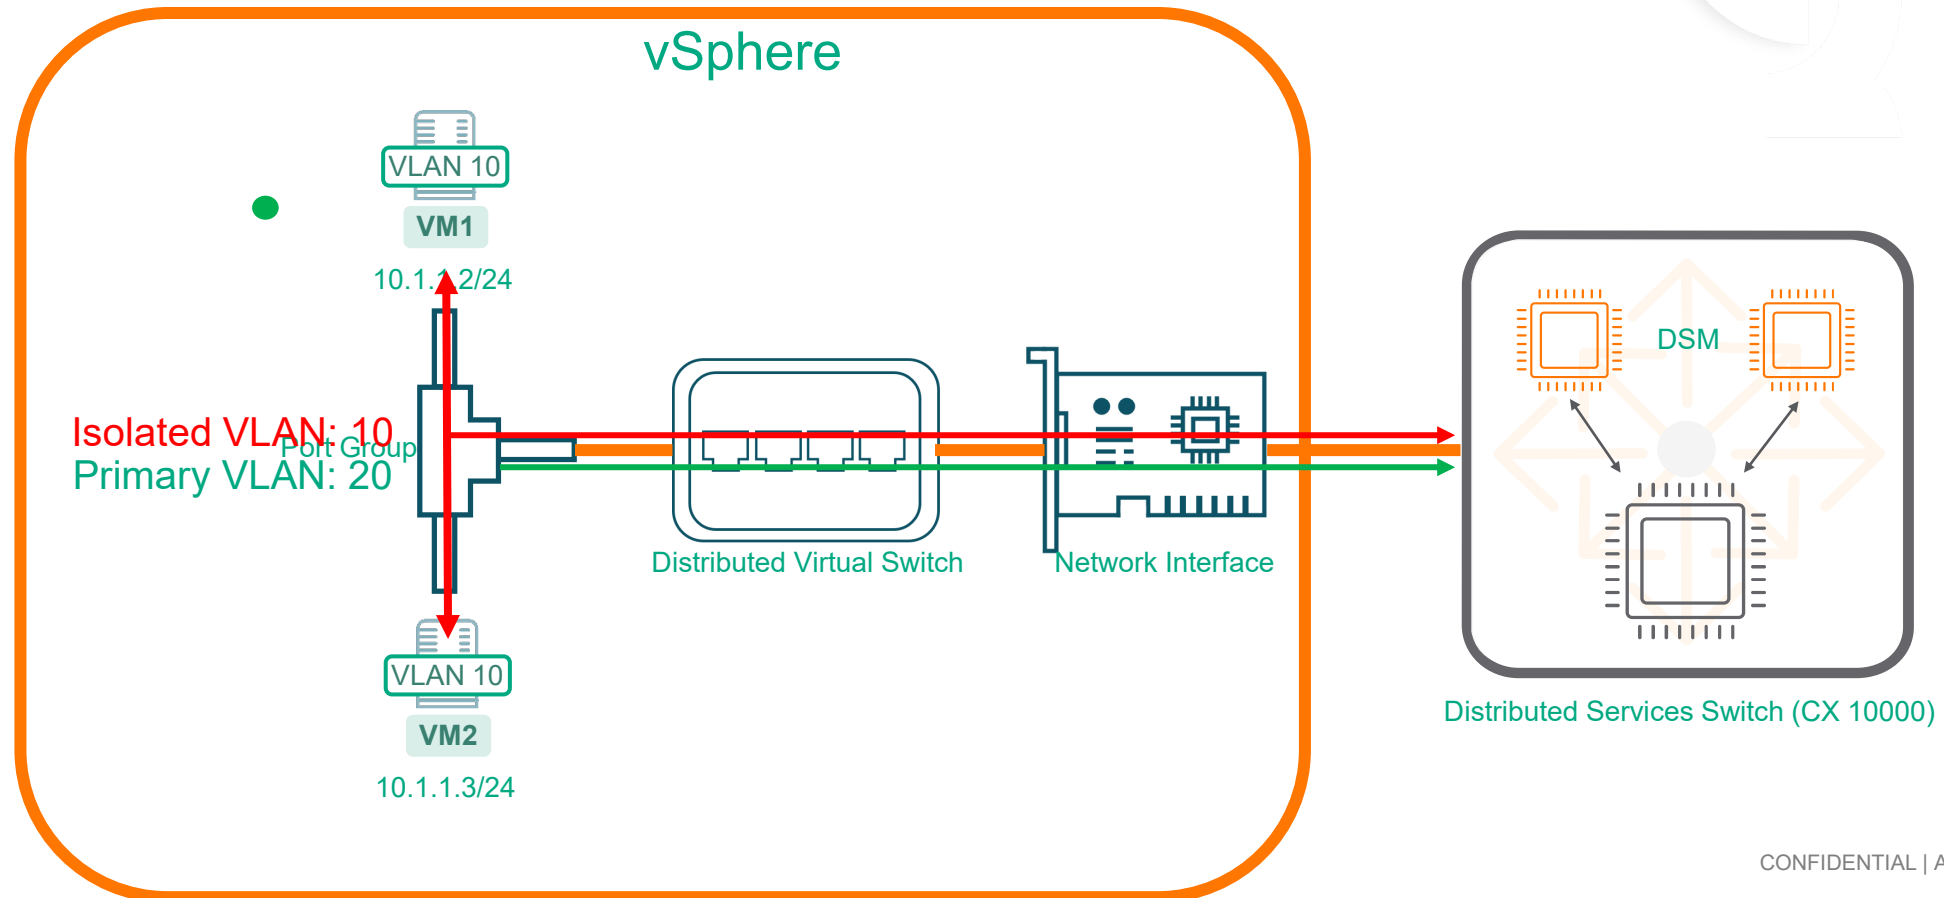 vSphere
VLAN 10
VM1
10.1.1.2/24
Isolated VLAN: 10
Port Group
Primary VLAN: 20
Distributed Virtual Switch
Network Interface
VLAN 10
VM2
10.1.1.3/24
DSM
Distributed Services Switch (CX 10000)
CONFIDENTIAL | A